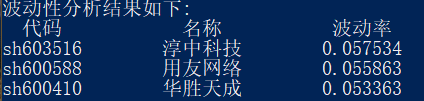 波动性分析结果如下:
代码 名称 波动率
sh603516 淳中科技 0.057534
sh600588 用友网络 0.055863
sh600410 华胜天成 0.053363